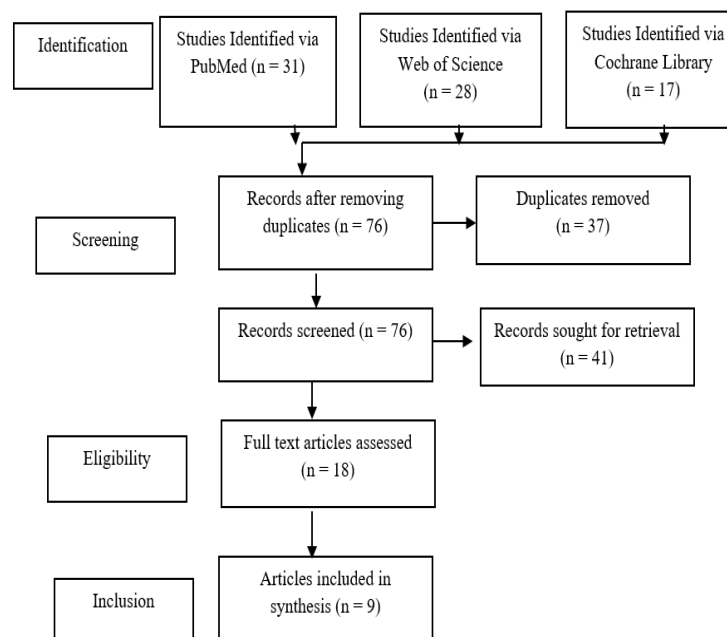 Identification
Studies Identified via
PubMed (n = 31)
Studies Identified via
Web of Science
(n = 28)
Studies Identified via
Cochrane Library
(n = 17)
Screening
Records after removing
duplicates (n = 76)
Duplicates removed
(n = 37)
Records screened (n = 76)
Records sought for retrieval
(n = 41)
Eligibility
Full text articles assessed
(n = 18)
Inclusion
Articles included in
synthesis (n = 9)